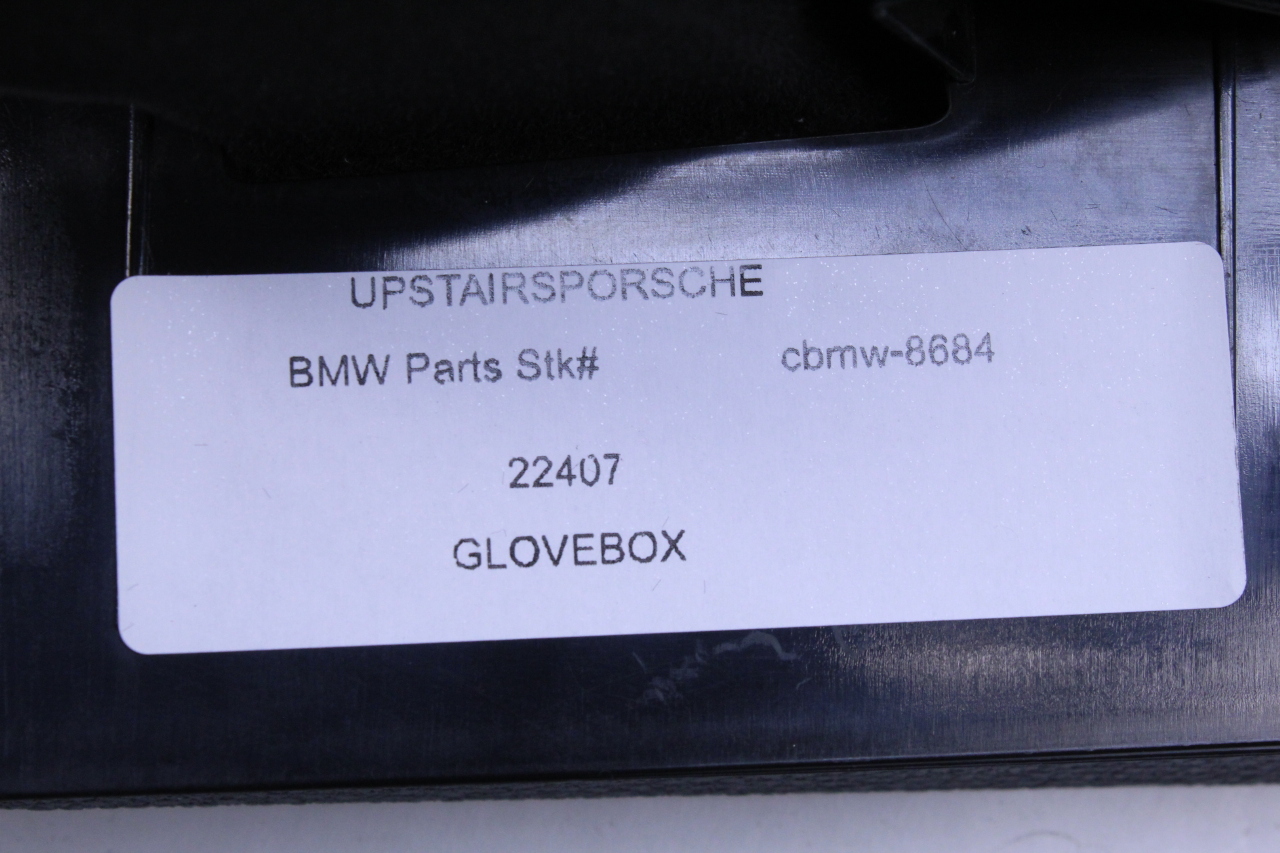 UPSTAIRSPORSCHE
BMW Parts Stk# cbmw-8684
22407
GLOVEBOX